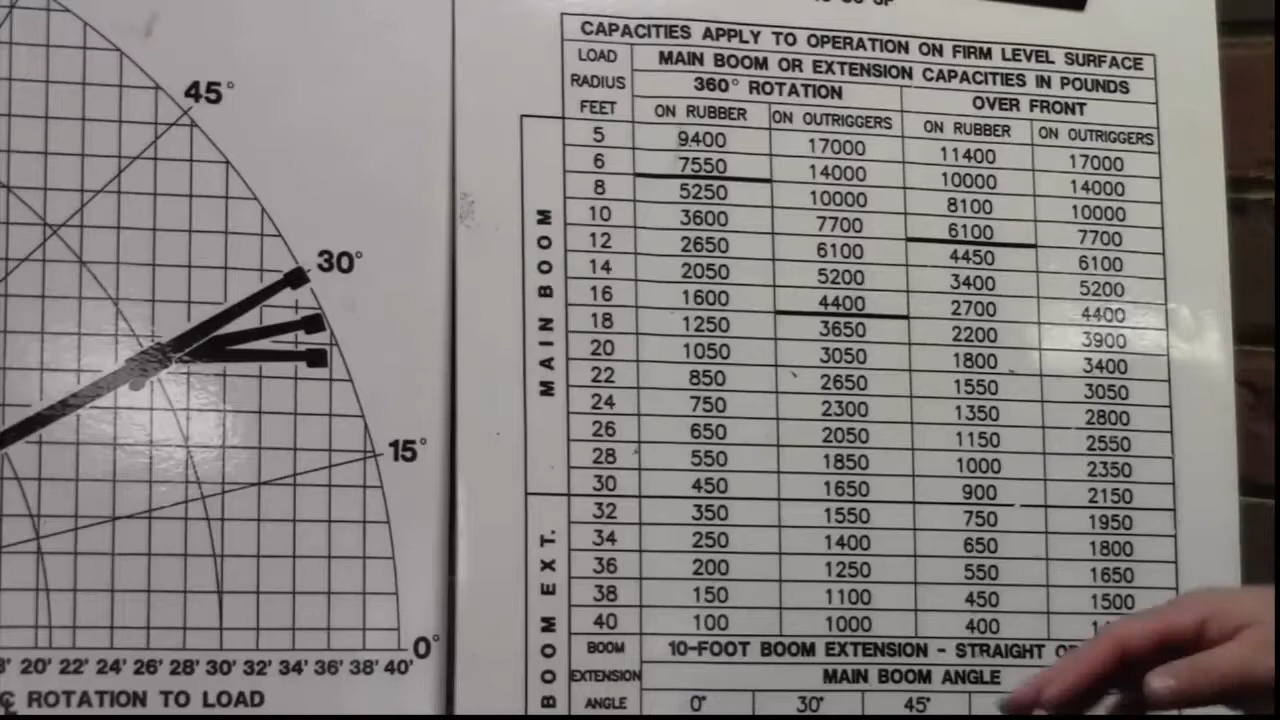 45°
30°
15°
0°
20' 22' 24' 26' 28' 30' 32' 34' 36' 38' 40'
ROTATION TO LOAD
CAPACITIES APPLY TO OPERATION ON FIRM LEVEL SURFACE
LOAD RADIUS FEET
MAIN BOOM OR EXTENSION CAPACITIES IN POUNDS
360° ROTATION OVER FRONT
ON RUBBER ON OUTRIGGERS ON RUBBER ON OUTRIGGERS
MAIN BOOM
5 9400 17000 11400 17000
6 7550 14000 10000 14000
8 5250 10000 8100 10000
10 3600 7700 6100 7700
12 2650 6100 4450 6100
14 2050 5200 3400 5200
16 1600 4400 2700 4400
18 1250 3650 2200 3900
20 1050 3050 1800 3400
22 850 2650 1550 3050
24 750 2300 1350 2800
26 650 2050 1150 2550
28 550 1850 1000 2350
30 450 1650 900 2150
BOOM EXT.
32 350 1550 750 1950
34 250 1400 650 1800
36 200 1250 550 1650
38 150 1100 450 1500
40 100 1000 400
BOOM EXTENSION ANGLE
10-FOOT BOOM EXTENSION - STRAIGHT
MAIN BOOM ANGLE
0° 30° 45°